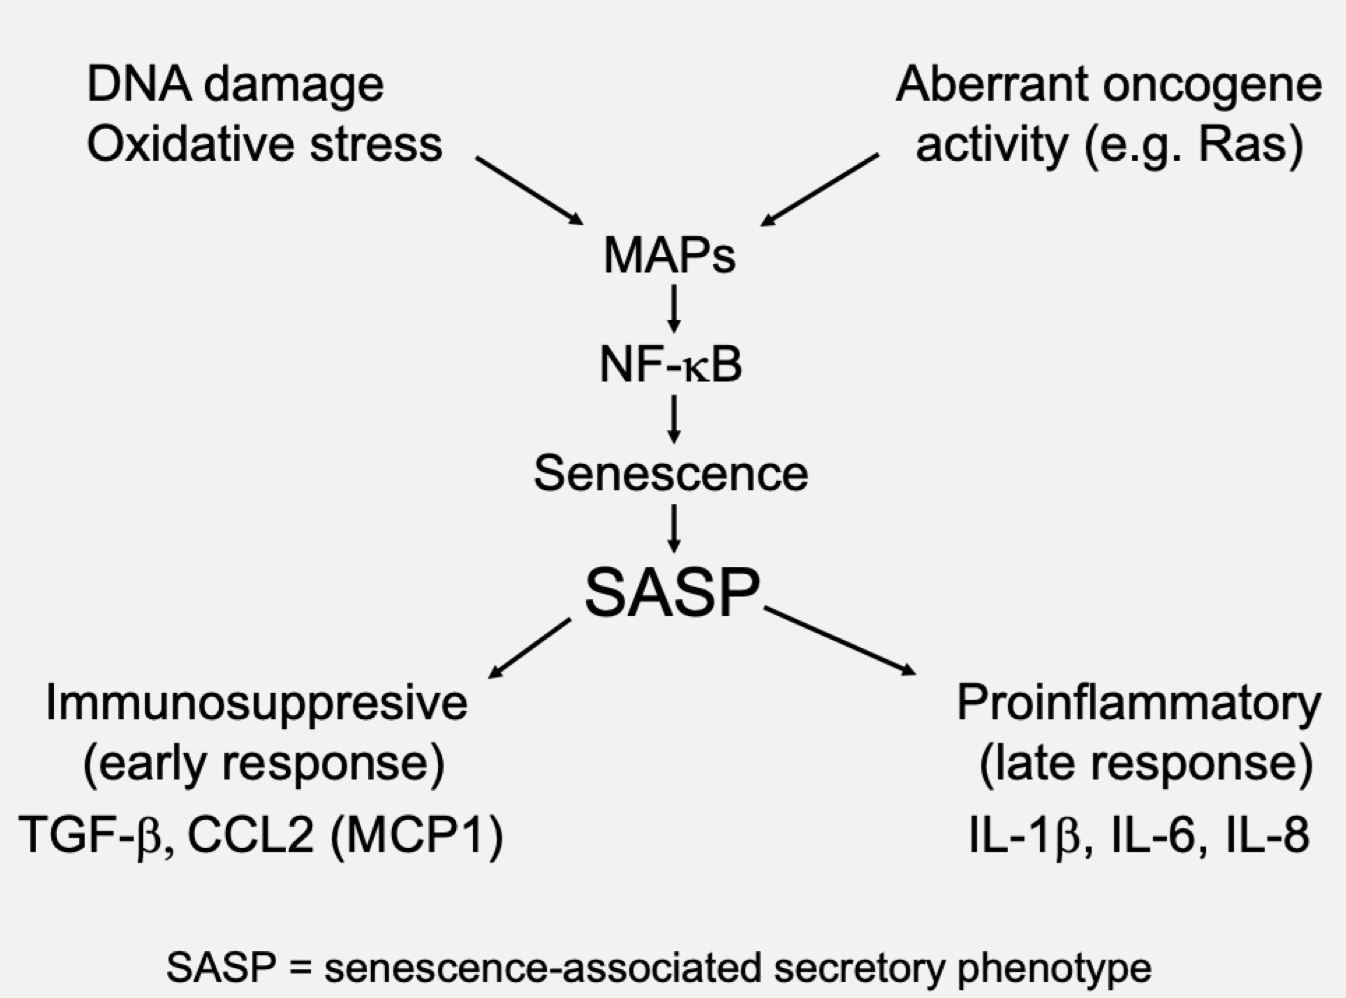 DNA damage
Oxidative stress
Aberrant oncogene
activity (e.g. Ras)
MAPs
NF-κB
Senescence
SASP
Immunosuppresive
(early response)
TGF-β, CCL2 (MCP1)
Proinflammatory
(late response)
IL-1β, IL-6, IL-8
SASP = senescence-associated secretory phenotype